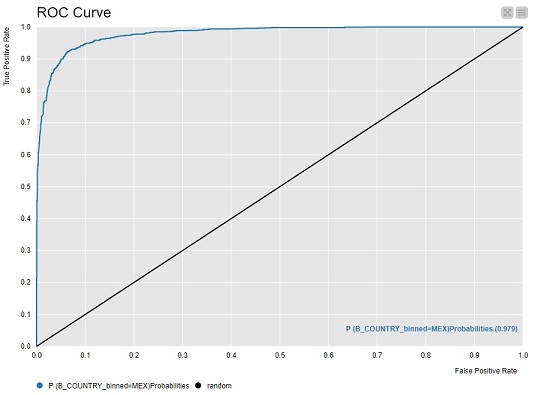 ROC Curve
True Positive Rate
1.0
0.9
0.8
0.7
0.6
0.5
0.4
0.3
0.2
0.1
0.0
P (B_COUNTRY_binned=MEX)Probabilities (0.979)
0.0 0.1 0.2 0.3 0.4 0.5 0.6 0.7 0.8 0.9 1.0
False Positive Rate
P (B_COUNTRY_binned=MEX)Probabilities random